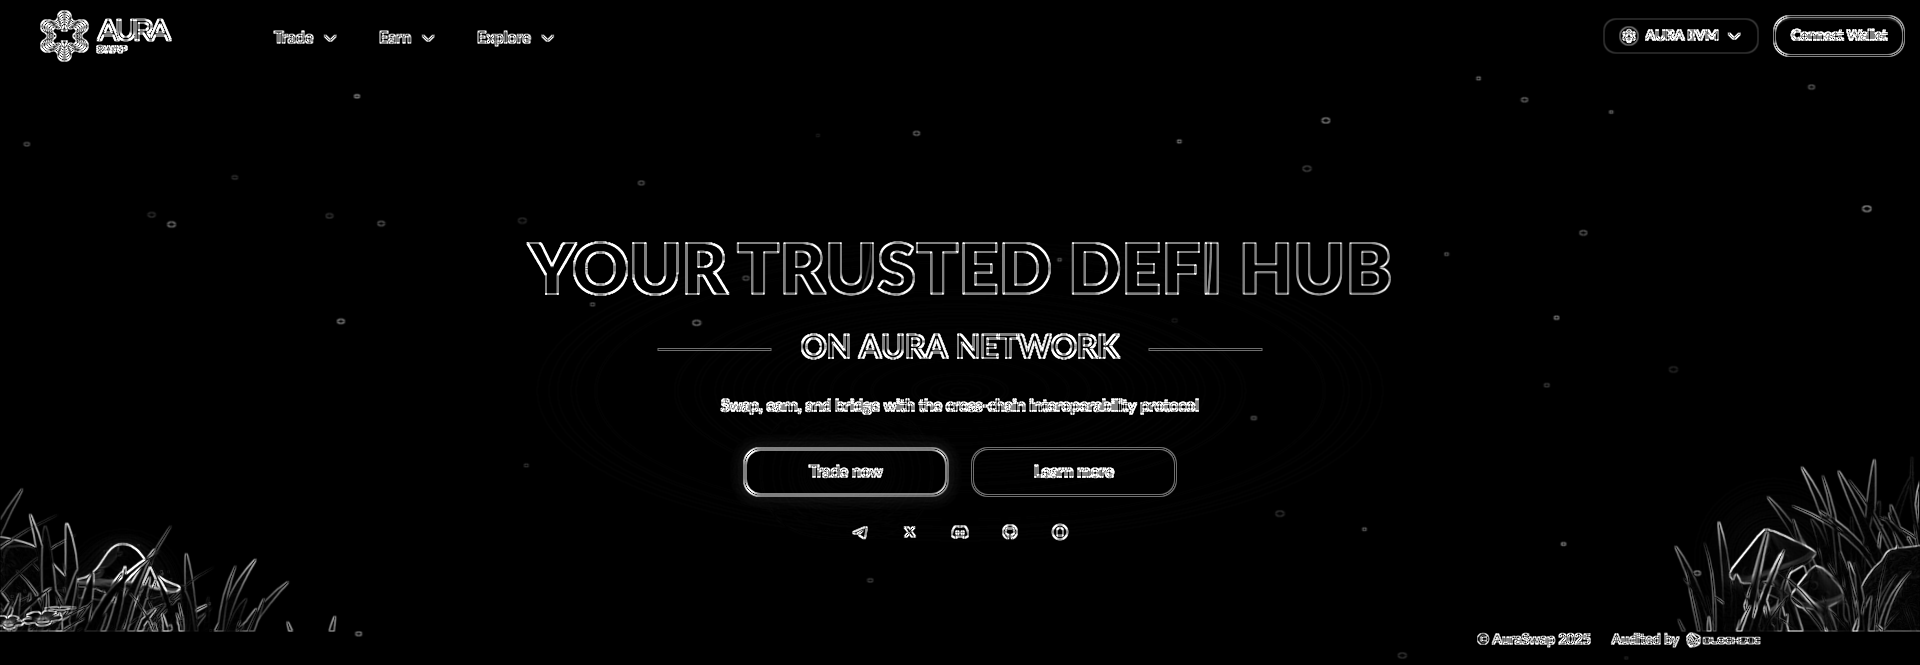 AURA
SWAP
Trade
Earn
Explore
AURA EVM
Connect Wallet
YOUR TRUSTED DEFI HUB
ON AURA NETWORK
Swap, earn, and bridge with the cross-chain interoperability protocol
Trade now
Learn more
© AuraSwap 2025
Audited by